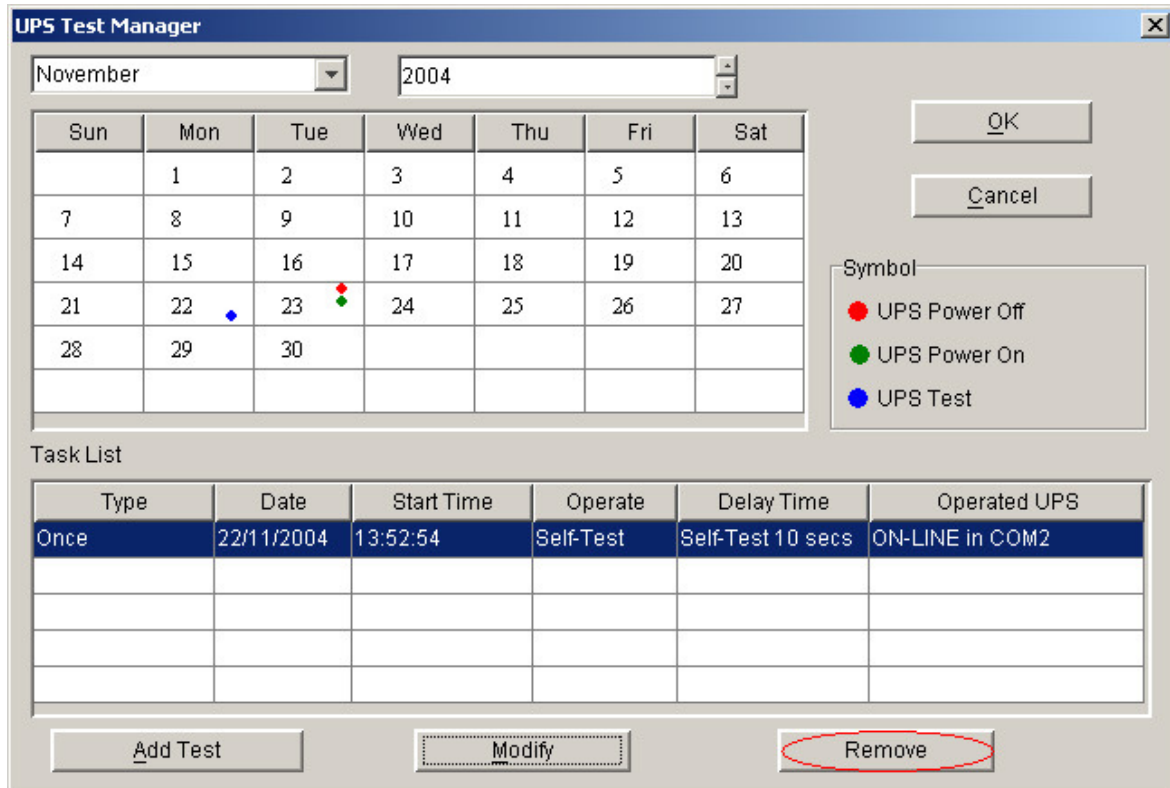 UPS Test Manager
November 2004
Sun Mon Tue Wed Thu Fri Sat
1 2 3 4 5 6
7 8 9 10 11 12 13
14 15 16 17 18 19 20
21 22 23 24 25 26 27
28 29 30
OK
Cancel
Symbol
UPS Power Off
UPS Power On
UPS Test
Task List
Type Date Start Time Operate Delay Time Operated UPS
Once 22/11/2004 13:52:54 Self-Test Self-Test 10 secs ON-LINE in COM2
Add Test Modify Remove